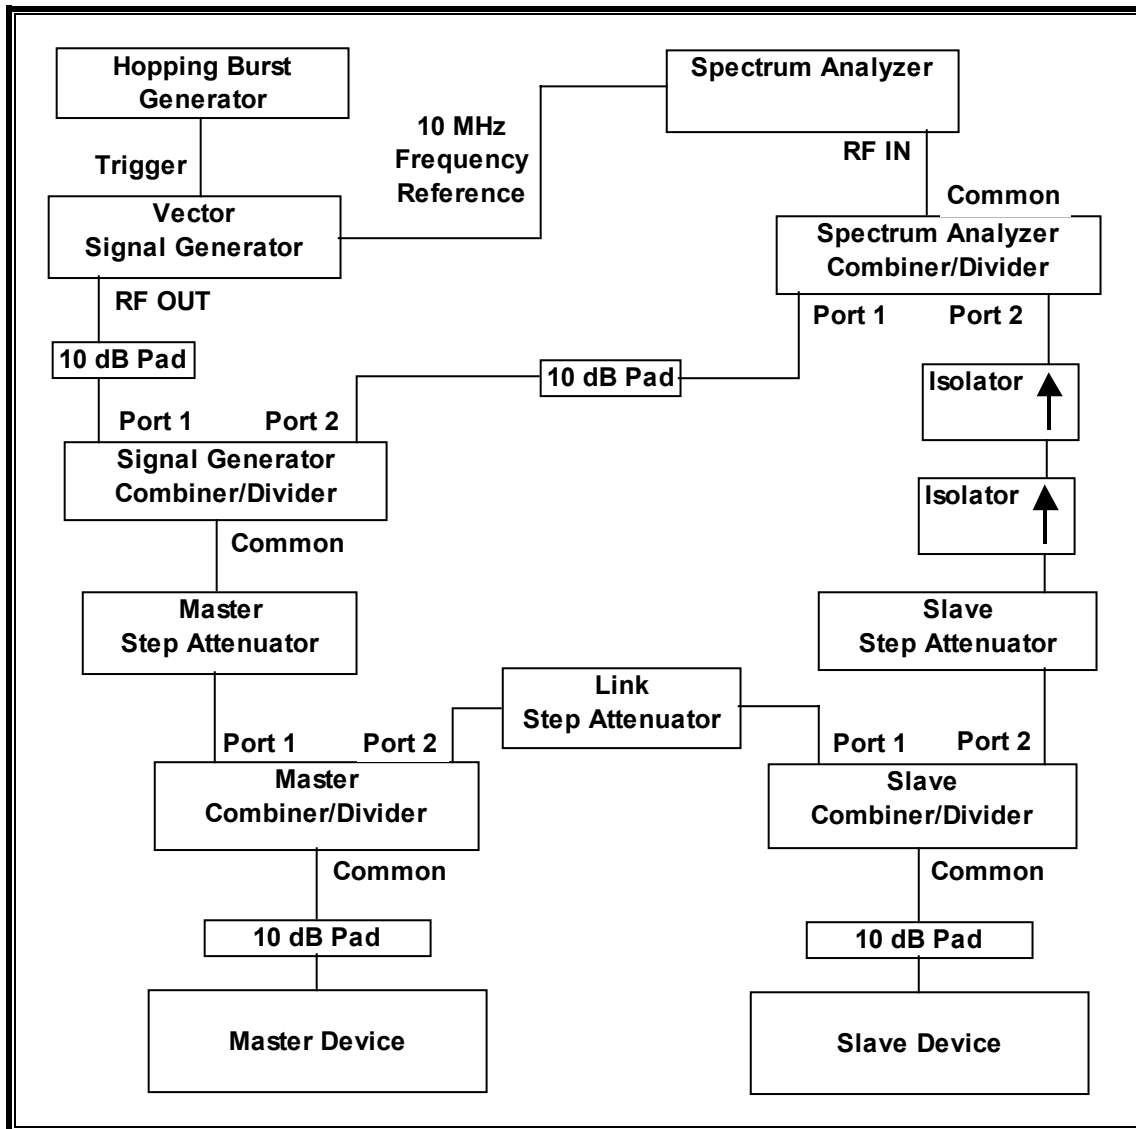 Hopping Burst
Generator
Spectrum Analyzer
10 MHz
Frequency
Reference
RF IN
Trigger
Common
Vector
Signal Generator
Spectrum Analyzer
Combiner/Divider
RF OUT
Port 1
Port 2
10 dB Pad
10 dB Pad
Isolator
Port 1
Port 2
Signal Generator
Combiner/Divider
Isolator
Common
Master
Step Attenuator
Slave
Step Attenuator
Link
Step Attenuator
Port 1
Port 2
Port 1
Port 2
Master
Combiner/Divider
Slave
Combiner/Divider
Common
Common
10 dB Pad
10 dB Pad
Master Device
Slave Device